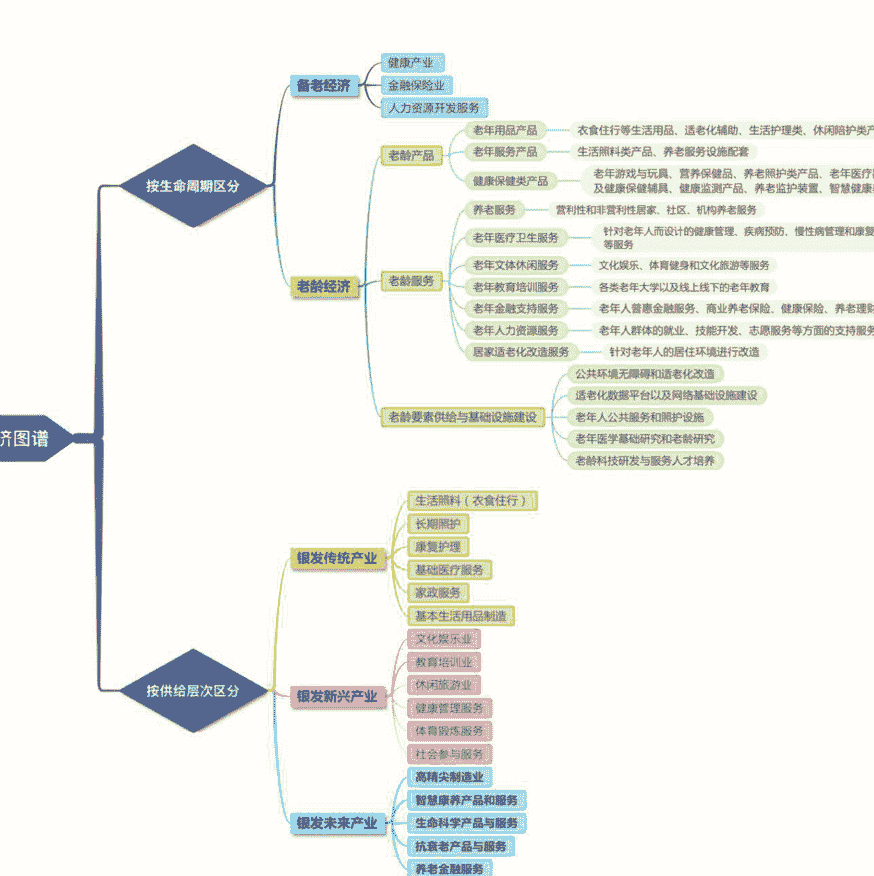 济图谱
按生命周期区分
备老经济
健康产业
金融保险业
人力资源开发服务
老龄经济
老龄产品
老年用品产品
衣食住行等生活用品、适老化辅助、生活护理类、休闲陪护类产
老年服务产品
生活照料类产品、养老服务设施配套
健康保健类产品
老年游戏与玩具、营养保健品、养老照护类产品、老年医疗
及健康保健辅具、健康监测产品、养老监护装置、智慧健康
老龄服务
养老服务
营利性和非营利性居家、社区、机构养老服务
老年医疗卫生服务
针对老年人而设计的健康管理、疾病预防、慢性病管理和康复
等服务
老年文体休闲服务
文化娱乐、体育健身和文化旅游等服务
老年教育培训服务
各类老年大学以及线上线下的老年教育
老年金融支持服务
老年人普惠金融服务、商业养老保险、健康保险、养老理财
老年人力资源服务
老年人群体的就业、技能开发、志愿服务等方面的支持服务
居家适老化改造服务
针对老年人的居住环境进行改造
老龄要素供给与基础设施建设
公共环境无障碍和适老化改造
适老化数据平台以及网络基础设施建设
老年人公共服务和照护设施
老年医学基础研究和老龄研究
老龄科技研发与服务人才培养
按供给层次区分
银发传统产业
生活照料（衣食住行）
长期照护
康复护理
基础医疗服务
家政服务
基本生活用品制造
银发新兴产业
文化娱乐业
教育培训业
休闲旅游业
健康管理服务
体育锻炼服务
社会参与服务
银发未来产业
高精尖制造业
智慧康养产品和服务
生命科学产品与服务
抗衰老产品与服务
养老金融服务